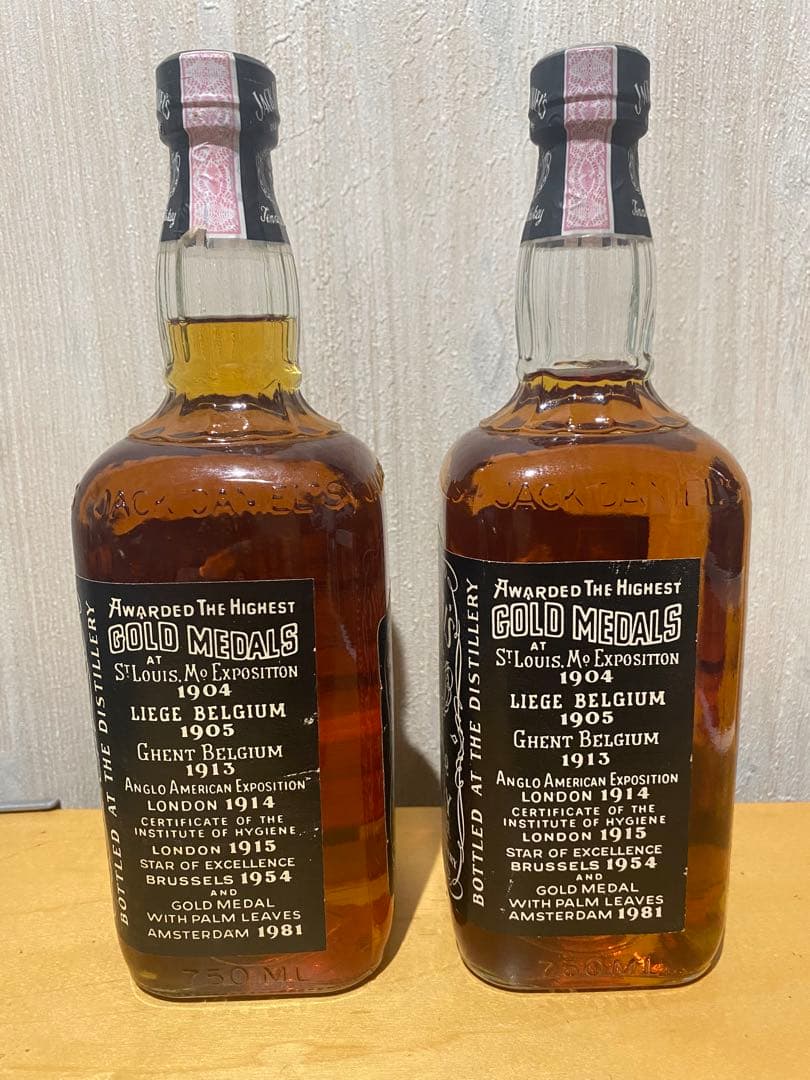 JACK DANIEL'S
BOTTLED AT THE DISTILLERY
AWARDED THE HIGHEST
GOLD MEDALS
AT
ST LOUIS, MO EXPOSITION
1904
LIEGE BELGIUM
1905
GHENT BELGIUM
1913
ANGLO AMERICAN EXPOSITION
LONDON 1914
CERTIFICATE OF THE
INSTITUTE OF HYGIENE
LONDON 1915
STAR OF EXCELLENCE
BRUSSELS 1954
AND
GOLD MEDAL
WITH PALM LEAVES
AMSTERDAM 1981
750 ML
JACK DANIEL'S
BOTTLED AT THE DISTILLERY
AWARDED THE HIGHEST
GOLD MEDALS
AT
ST LOUIS, MO EXPOSITION
1904
LIEGE BELGIUM
1905
GHENT BELGIUM
1913
ANGLO AMERICAN EXPOSITION
LONDON 1914
CERTIFICATE OF THE
INSTITUTE OF HYGIENE
LONDON 1915
STAR OF EXCELLENCE
BRUSSELS 1954
AND
GOLD MEDAL
WITH PALM LEAVES
AMSTERDAM 1981
750 ML